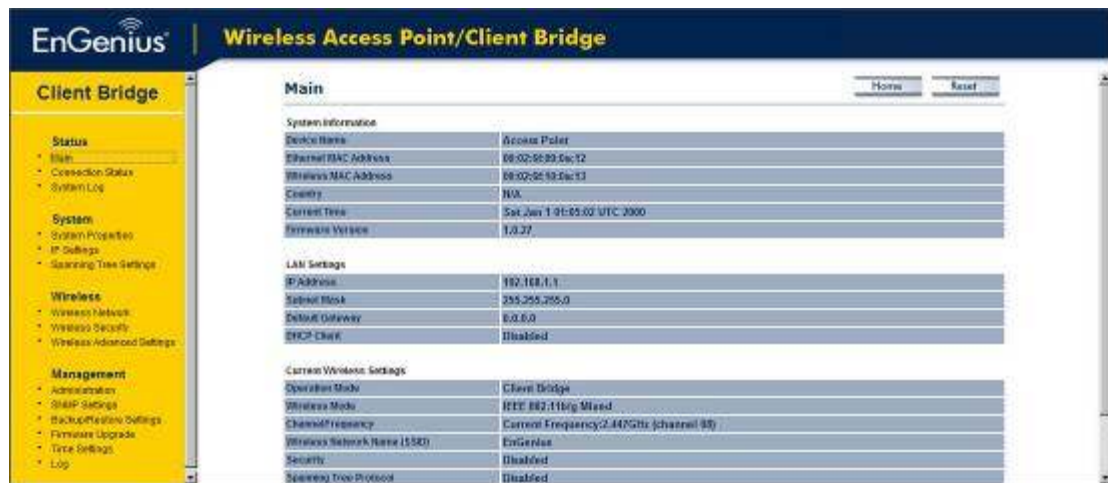 EnGenius
Wireless Access Point/Client Bridge
Client Bridge
Status
Main
Connection Status
System Log
System
System Properties
IP Settings
Spanning Tree Settings
Wireless
Wireless Network
Wireless Security
Wireless Advanced Settings
Management
Administration
SNMP Settings
Backup/Restore Settings
Firmware Upgrade
Time Settings
Log
Main
Home Reset
System Information
Device Name Access Point
Ethernet MAC Address
Wireless MAC Address
Country N/A
Current Time Sat Jan 1 01:05:02 UTC 2000
Firmware Version 1.0.27
LAN Settings
IP Address 192.168.1.1
Subnet Mask 255.255.255.0
Default Gateway 0.0.0.0
DHCP Client Disabled
Current Wireless Settings
Operation Mode Client Bridge
Wireless Mode IEEE 802.11b/g Mixed
Channel/Frequency Current Frequency:2.447GHz (channel 08)
Wireless Network Name (SSID) EnGenius
Security Disabled
Spanning Tree Protocol Disabled